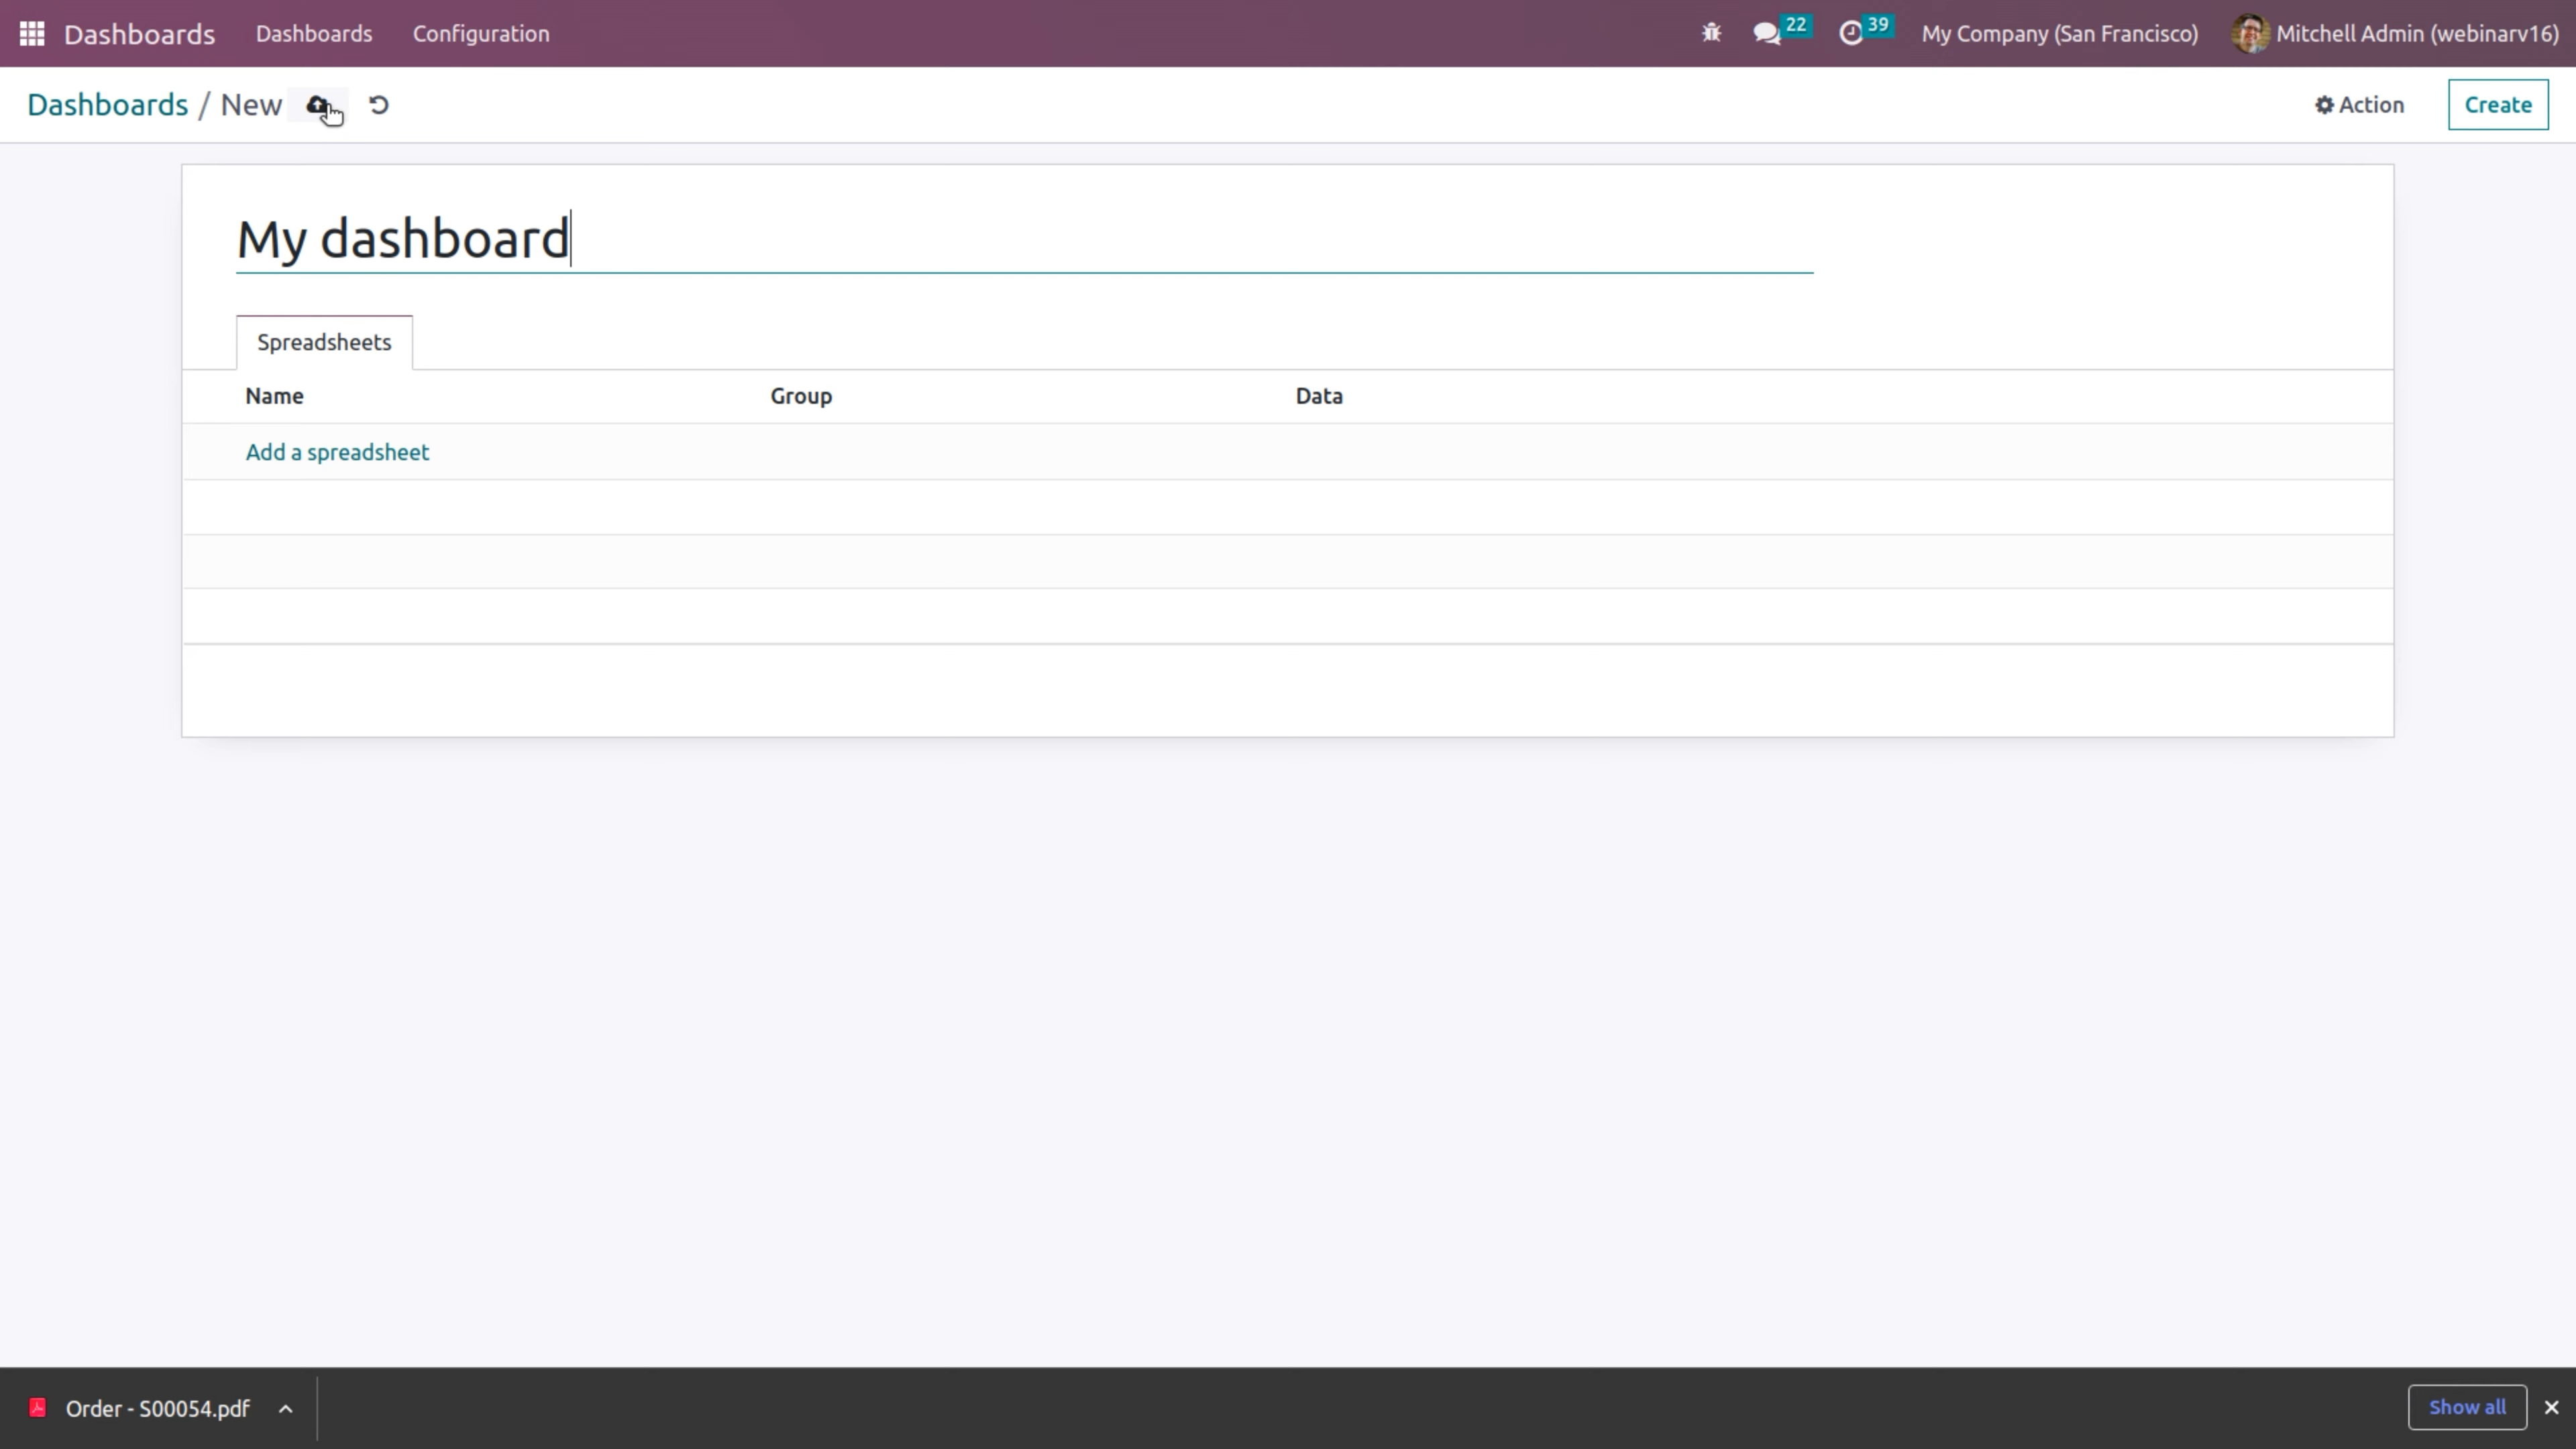 Dashboards Dashboards Configuration 22 39 My Company (San Francisco) Mitchell Admin (webinarv16)
Dashboards / New Action Create
My dashboard
Spreadsheets
Name Group Data
Add a spreadsheet
Order - S00054.pdf Show all